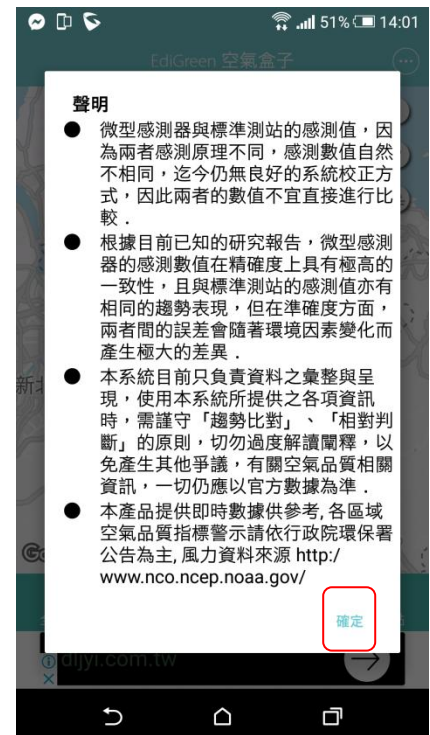 51% 14:01
EdiGreen 空氣盒子
聲明
● 微型感測器與標準測站的感測值，因
為兩者感測原理不同，感測數值自然
不相同，迄今仍無良好的系統校正方
式，因此兩者的數值不宜直接進行比
較．
● 根據目前已知的研究報告，微型感測
器的感測數值在精確度上具有極高的
一致性，且與標準測站的感測值亦有
相同的趨勢表現，但在準確度方面，
兩者間的誤差會隨著環境因素變化而
產生極大的差異．
● 本系統目前只負責資料之彙整與呈
現，使用本系統所提供之各項資訊
時，需謹守「趨勢比對」、「相對判
斷」的原則，切勿過度解讀闡釋，以
免產生其他爭議，有關空氣品質相關
資訊，一切仍應以官方數據為準．
● 本產品提供即時數據供參考, 各區域
空氣品質指標警示請依行政院環保署
公告為主, 風力資料來源 http:/
www.nco.ncep.noaa.gov/
確定
dljyi.com.tw